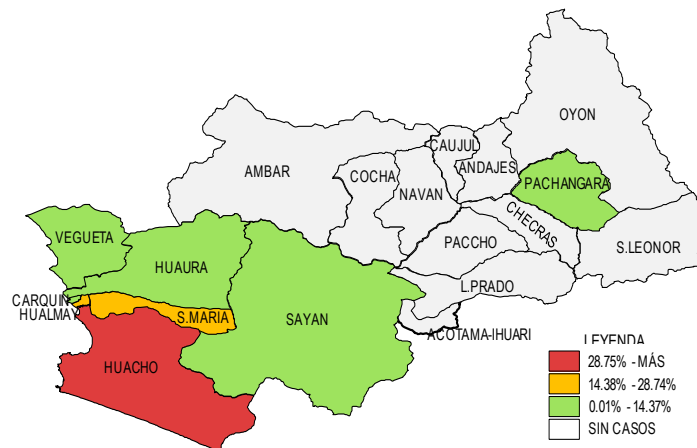 OYON
CAUJUL
ANDAJES
AMBAR
COCHA
NAVAN
PACHANGARA
CHECRAS
VEGUETA
PACCHO
S.LEONOR
HUAURA
L.PRADO
CARQUIN
HUALMAY
S.MARIA
SAYAN
ACOTAMA-IHUARI
HUACHO
LEYENDA
28.75% - MÁS
14.38% - 28.74%
0.01% - 14.37%
SIN CASOS